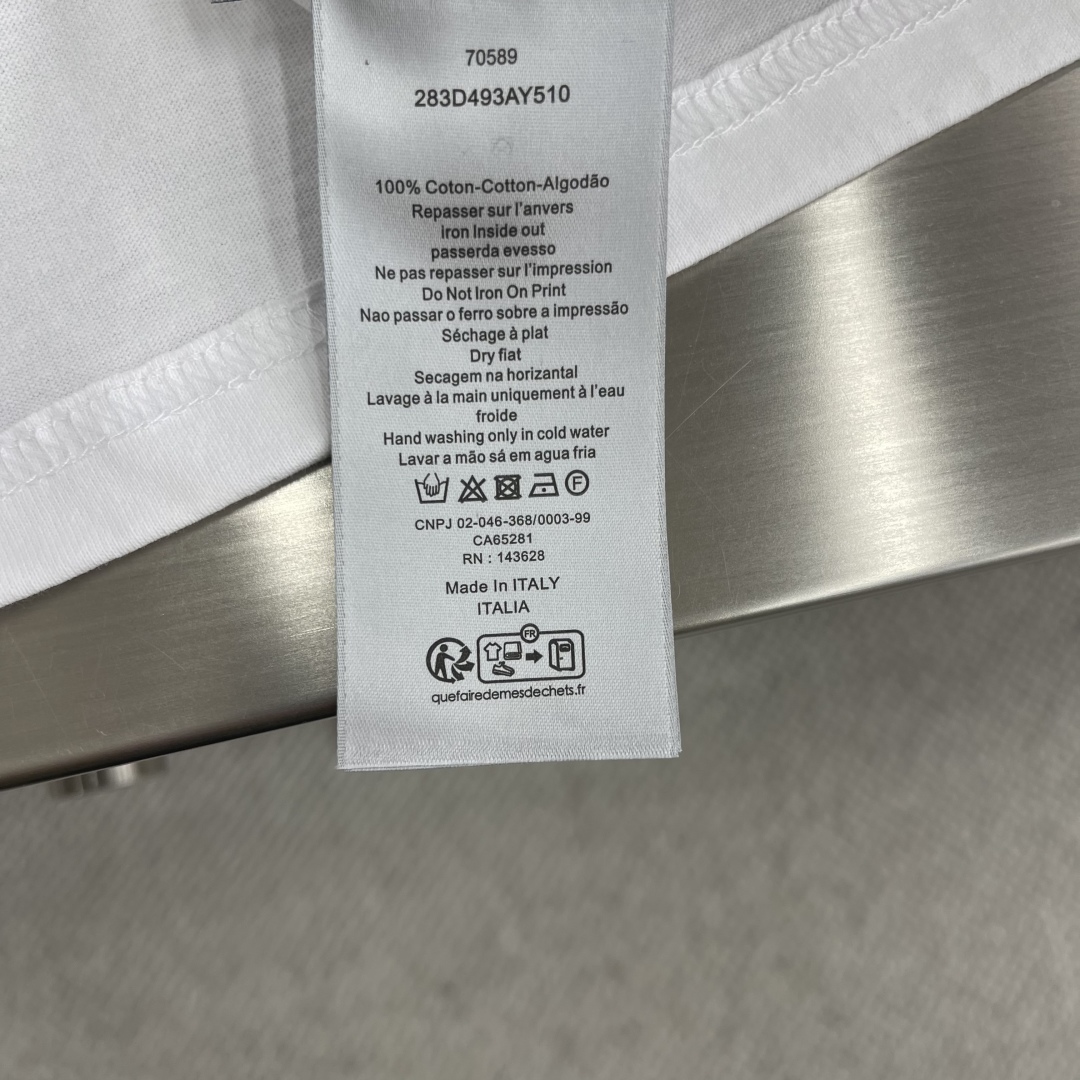 70589
283D493AY510
100% Coton-Cotton-Algodão
Repasser sur l'anvers
iron Inside out
passerda evesso
Ne pas repasser sur l'impression
Do Not Iron On Print
Nao passar o ferro sobre a impressão
Séchage à plat
Dry fiat
Secagem na horizontal
Lavage à la main uniquement à l'eau
froide
Hand washing only in cold water
Lavar a mão sá em agua fria
F
CNPJ 02-046-368/0003-99
CA65281
RN : 143628
Made In ITALY
ITALIA
FR
quefairedemesdechets.fr